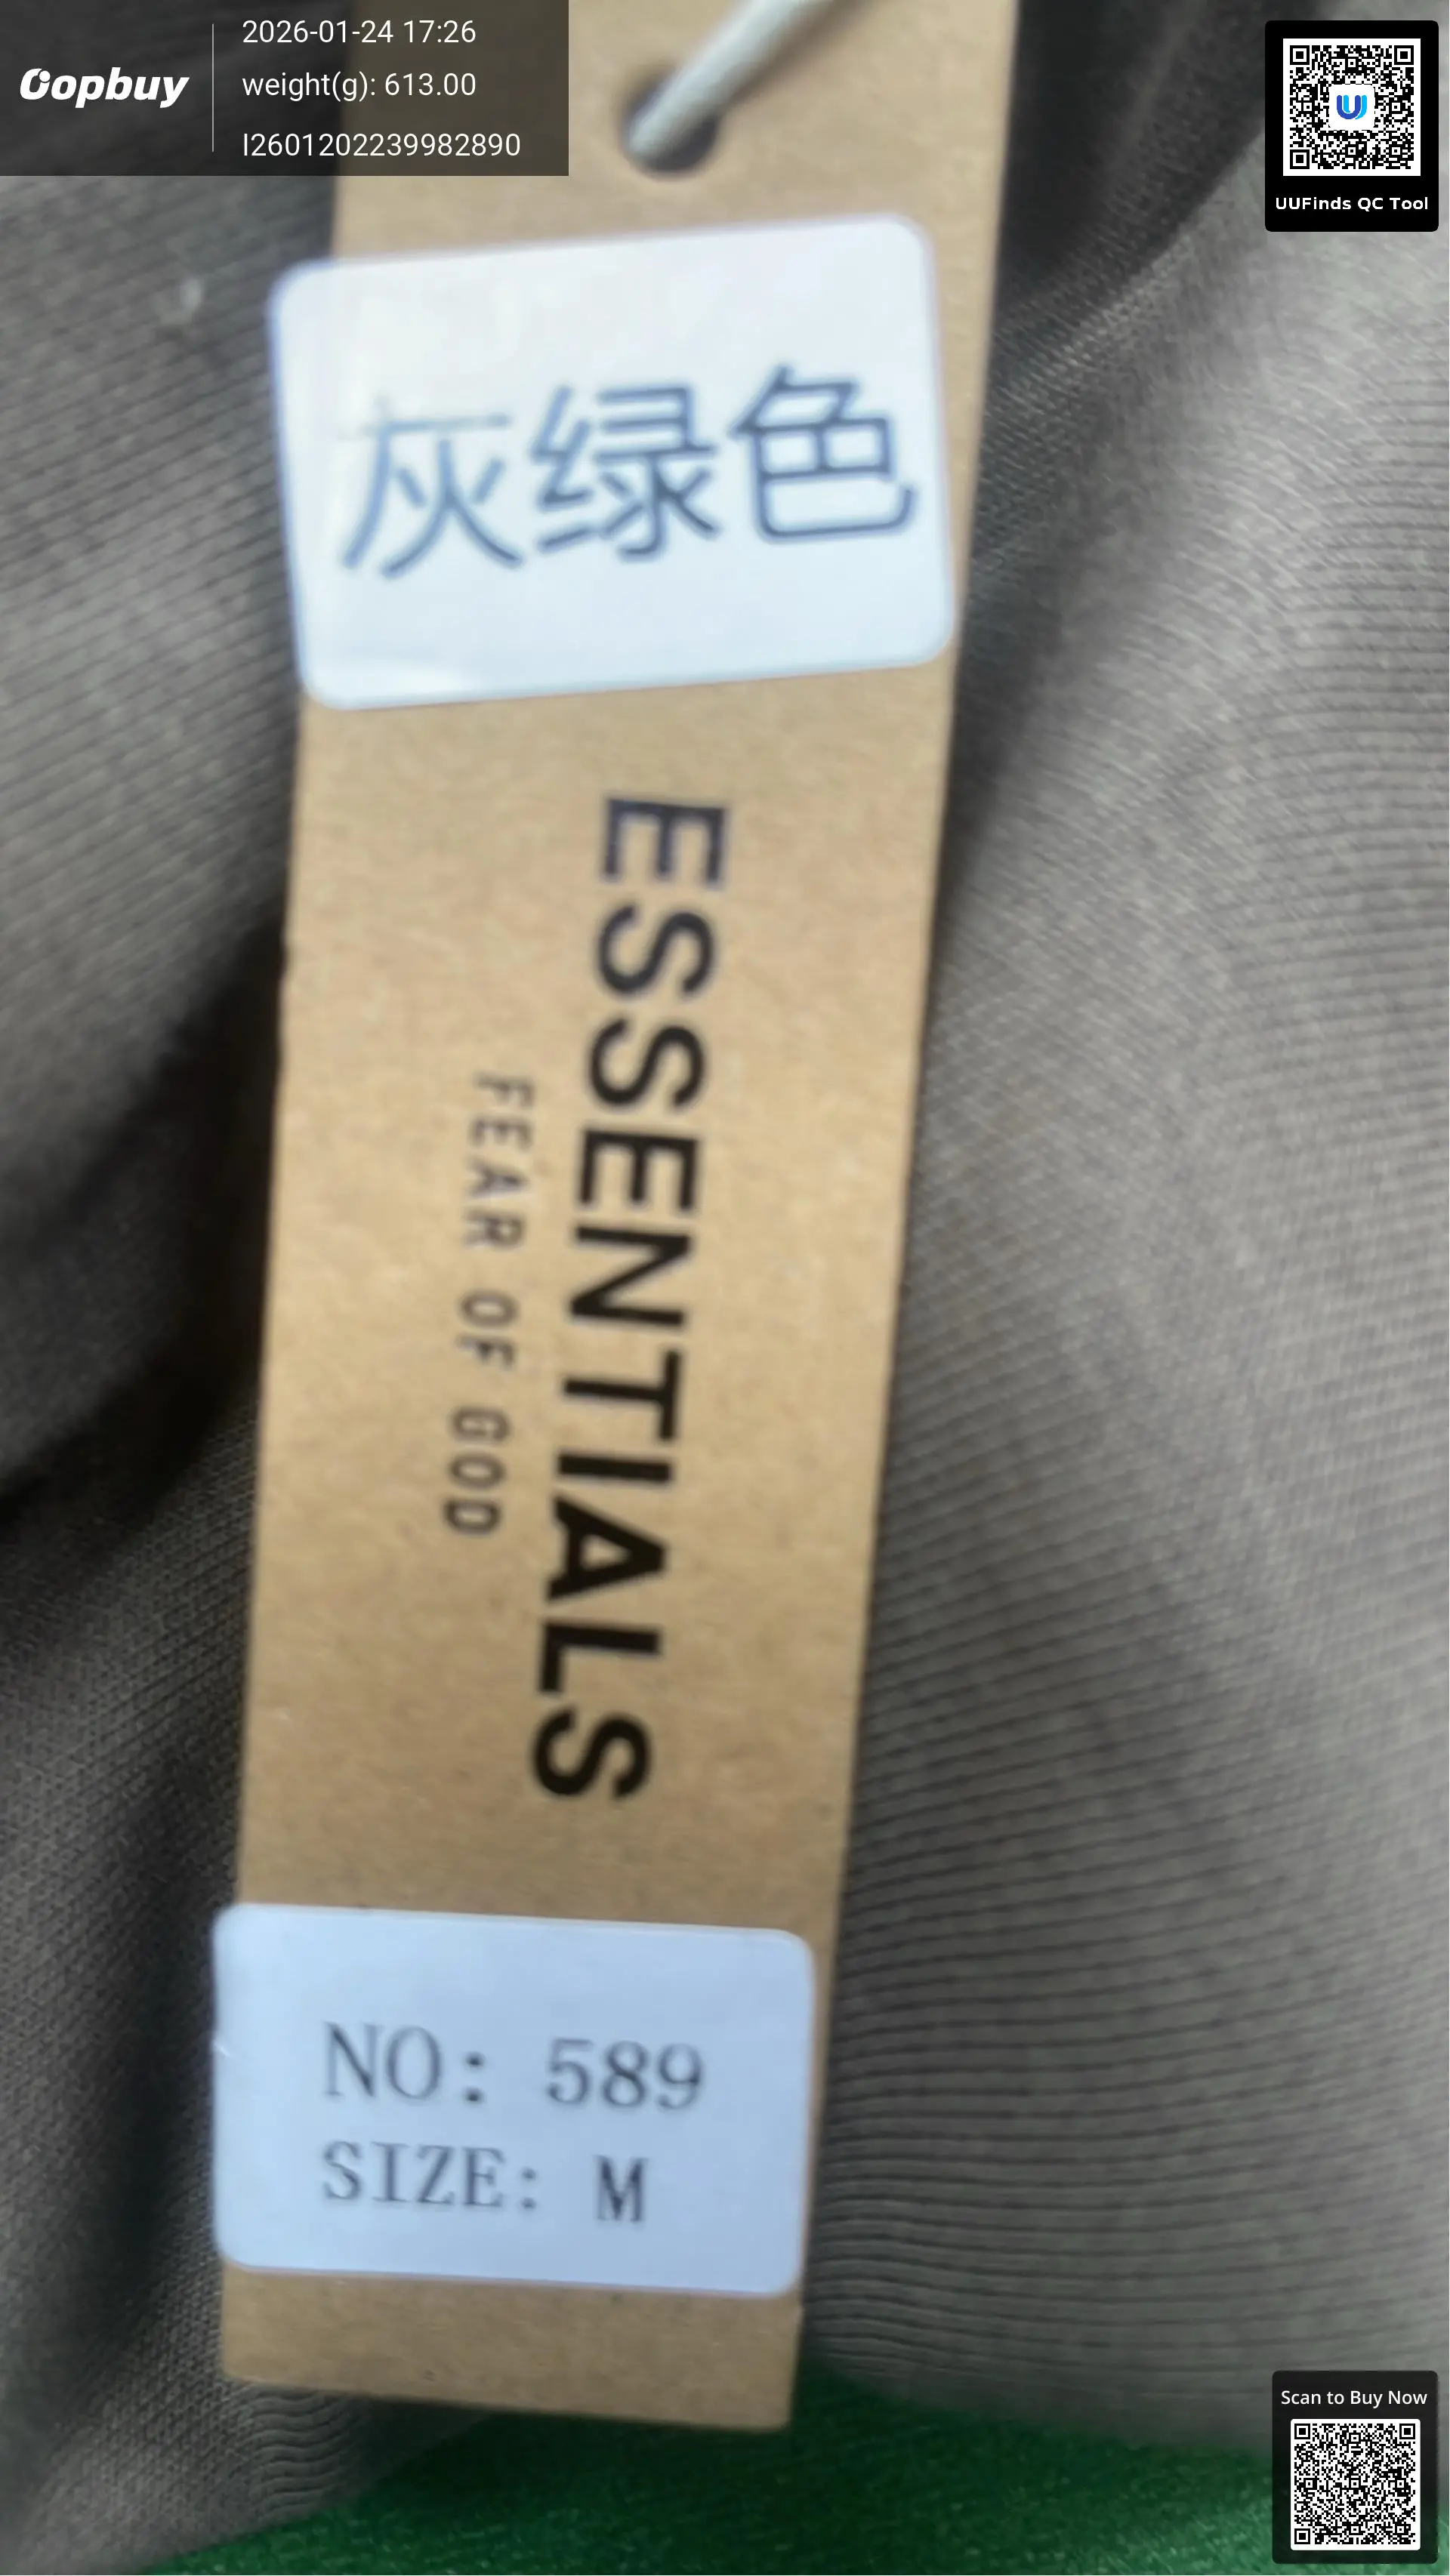 Oopbuy
2026-01-24 17:26
weight(g): 613.00
I2601202239982890
UUFinds QC Tool
灰绿色
ESSENTIALS
FEAR OF GOD
NO: 589
SIZE: M
Scan to Buy Now